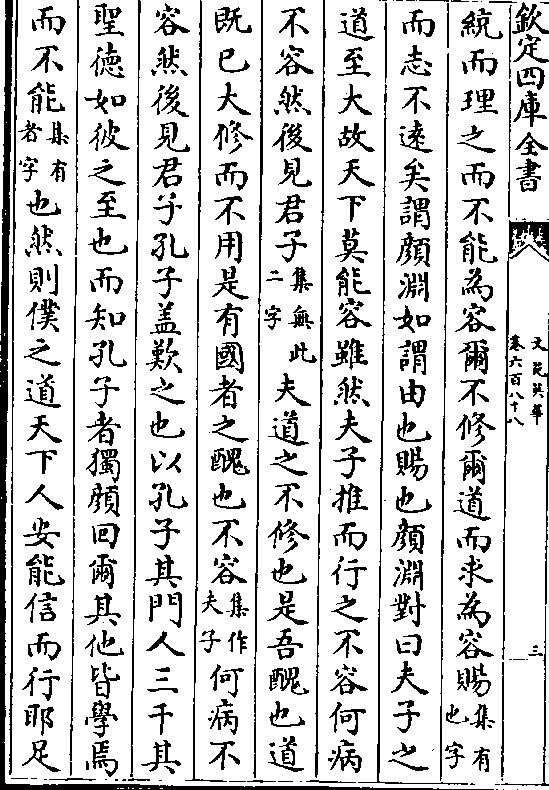 欽定四庫全書
文苑英華
卷六百八十八
三
統而理之而不能為容爾不修爾道而求為容賜集有也字
而志不遠矣謂顔淵如謂由也賜也顔淵對曰夫子之
道至大故天下莫能容雖然夫子推而行之不容何病
不容然後見君子集無此二字夫道之不修也是吾醜也道
既已大修而不用是有國者之醜也不容集作夫子何病不
容然後見君子孔子盖歎之也以孔子其門人三千其
聖徳如彼之至也而知孔子者獨顔回爾其他皆學焉
而不能集有者字也然則僕之道天下人安能信而行耶足